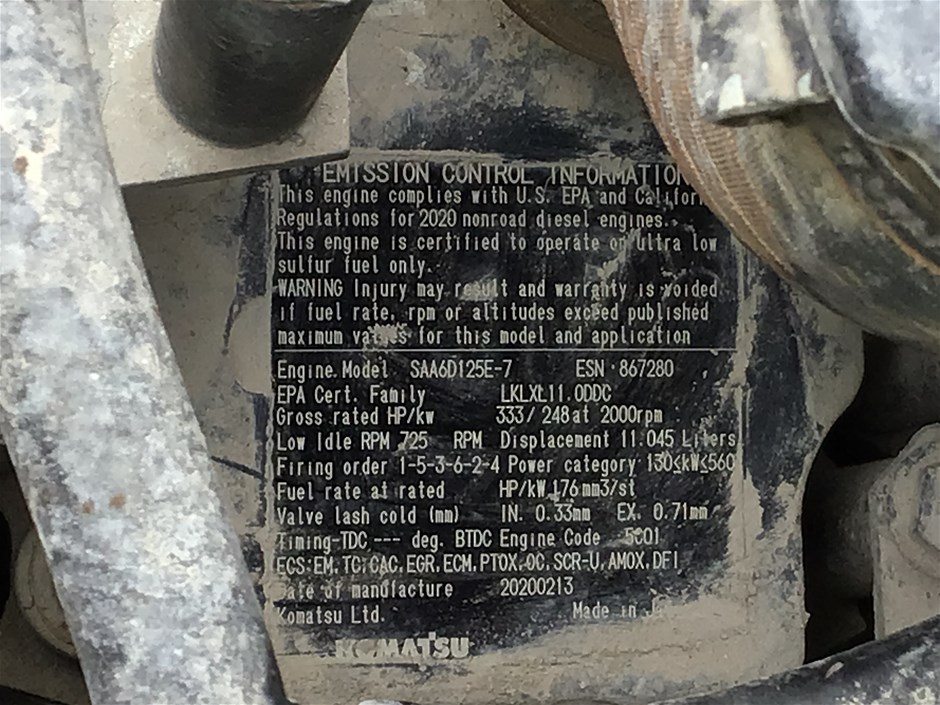 EMISSION CONTROL INFORMATION
This engine complies with U.S. EPA and Californ
Regulations for 2020 nonroad diesel engines.
This engine is certified to operate on ultra low
sulfur fuel only.
WARNING Injury may result and warranty is voided
if fuel rate, rpm or altitudes exceed published
maximum values for this model and application
Engine Model SAA6D125E-7 ESN 867280
EPA Cert. Family LKLXL11.0DDC
Gross rated HP/kw 333/248 at 2000rpm
Low Idle RPM 725 RPM Displacement 11.045 Liters
Firing order 1-5-3-6-2-4 Power category 130≤kW≤560
Fuel rate at rated HP/kW 176 mm3/st
Valve lash cold (mm) IN. 0.33mm EX. 0.71mm
Timing-TDC --- deg. BTDC Engine Code 5001
ECS:EM,TC,CAC,EGR,ECM,PTOX,OC,SCR-U,AMOX,DFI
Date of manufacture 20200213
Komatsu Ltd. Made in J
KOMATSU